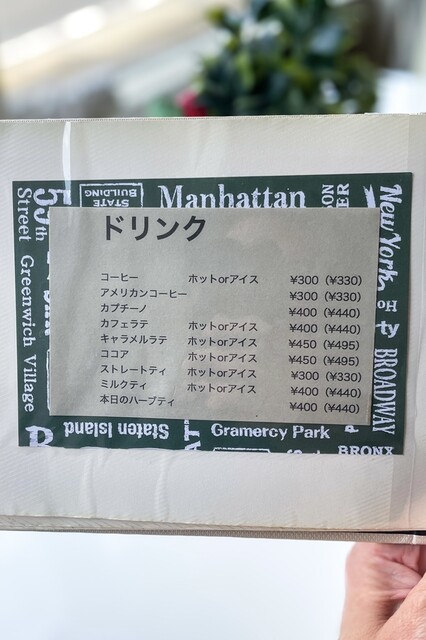 STATE
BUILDING
55th
Street
Greenwich Village
Manhattan
New York
BROADWAY
ドリンク
コーヒー ホットorアイス ¥300（¥330）
アメリカンコーヒー ¥300（¥330）
カプチーノ ¥400（¥440）
カフェラテ ホットorアイス ¥400（¥440）
キャラメルラテ ホットorアイス ¥450（¥495）
ココア ホットorアイス ¥450（¥495）
ストレートティ ホットorアイス ¥300（¥330）
ミルクティ ホットorアイス ¥400（¥440）
本日のハーブティ ¥400（¥440）
Staten Island
Gramercy Park
BRONX